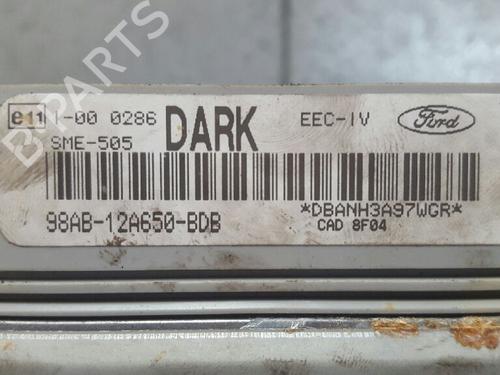 e11 1-00 0286 DARK EEC-IV Ford
SME-505
98AB-12A650-BDB *DBANH3A97WGR*
CAD 8F04
B-PARTS